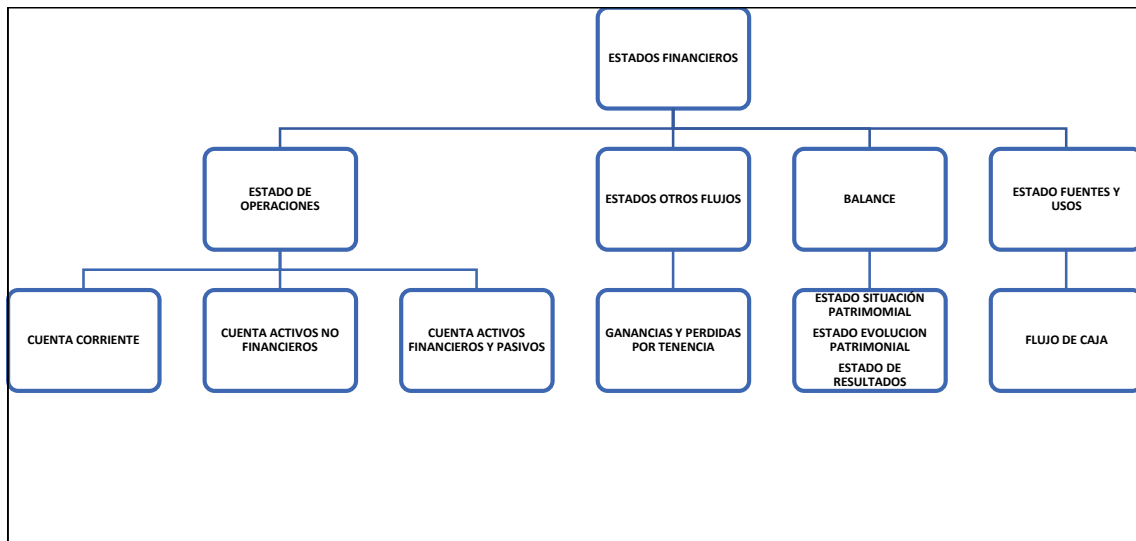 ESTADOS FINANCIEROS
ESTADO DE
OPERACIONES
ESTADOS OTROS FLUJOS
BALANCE
ESTADO FUENTES Y
USOS
CUENTA CORRIENTE
CUENTA ACTIVOS NO
FINANCIEROS
CUENTA ACTIVOS
FINANCIEROS Y PASIVOS
GANANCIAS Y PERDIDAS
POR TENENCIA
ESTADO SITUACIÓN
PATRIMOMIAL
ESTADO EVOLUCION
PATRIMONIAL
ESTADO DE
RESULTADOS
FLUJO DE CAJA